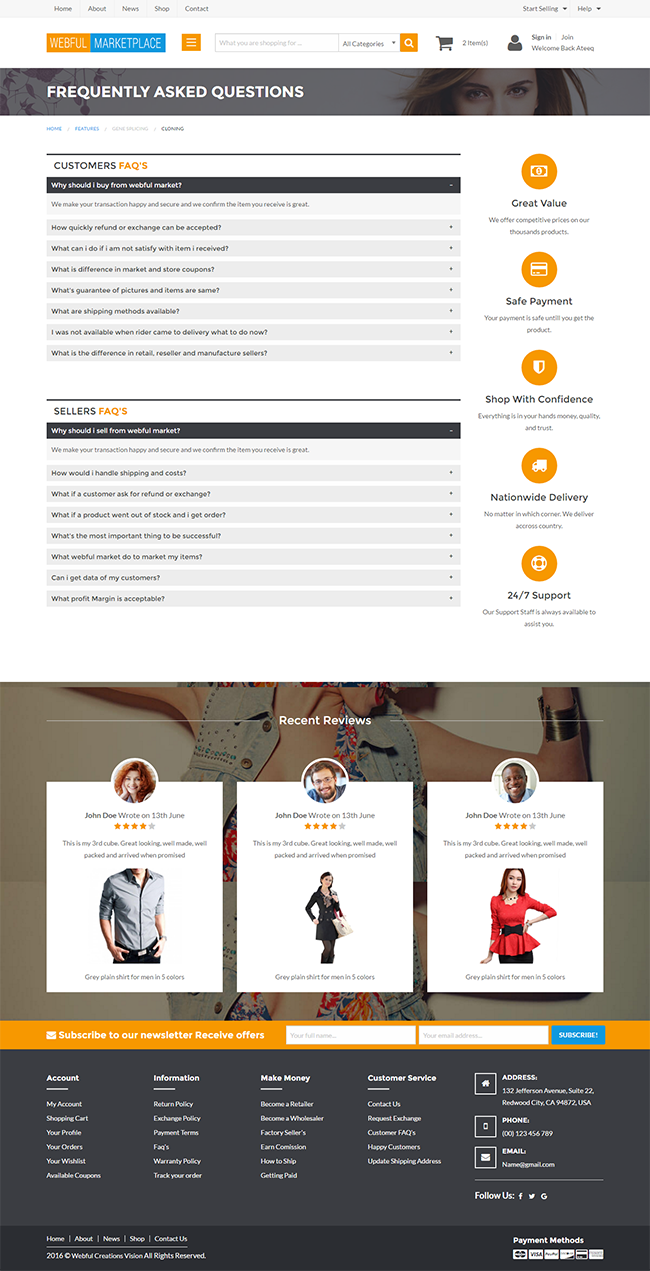 Home About News Shop Contact Start Selling Help
WEBFUL MARKETPLACE
What you are shopping for ... All Categories
2 Item(s)
Sign in Join
Welcome Back Ateeq
FREQUENTLY ASKED QUESTIONS
HOME FEATURES GENE SPLICING CLONING
CUSTOMERS FAQ'S
Why should i buy from webful market? -
We make your transaction happy and secure and we confirm the item you receive is great.
How quickly refund or exchange can be accepted? +
What can i do if i am not satisfy with item i received? +
What is difference in market and store coupons? +
What's guarantee of pictures and items are same? +
What are shipping methods available? +
I was not available when rider came to delivery what to do now? +
What is the difference in retail, reseller and manufacture sellers? +
SELLERS FAQ'S
Why should i sell from webful market? -
We make your transaction happy and secure and we confirm the item you receive is great.
How would i handle shipping and costs? +
What if a customer ask for refund or exchange? +
What if a product went out of stock and i get order? +
What's the most important thing to be successful? +
What webful market do to market my items? +
Can i get data of my customers? +
What profit Margin is acceptable? +
Great Value
We offer competitive prices on our
thousands products.
Safe Payment
Your payment is safe untill you get the
product.
Shop With Confidence
Everything is in your hands money, quality,
and trust.
Nationwide Delivery
No matter in which corner. We deliver
accross country.
24/7 Support
Our Support Staff is always available to
assist you.
Recent Reviews
John Doe Wrote on 13th June
This is my 3rd cube. Great looking, well made, well
packed and arrived when promised
Grey plain shirt for men in 5 colors
John Doe Wrote on 13th June
This is my 3rd cube. Great looking, well made, well
packed and arrived when promised
Grey plain shirt for men in 5 colors
John Doe Wrote on 13th June
This is my 3rd cube. Great looking, well made, well
packed and arrived when promised
Grey plain shirt for men in 5 colors
Subscribe to our newsletter Receive offers
Your full name... Your email address... SUBSCRIBE!
Account
My Account
Shopping Cart
Your Profile
Your Orders
Your Wishlist
Available Coupons
Information
Return Policy
Exchange Policy
Payment Terms
Faq's
Warranty Policy
Track your order
Make Money
Become a Retailer
Become a Wholesaler
Factory Seller's
Earn Comission
How to Ship
Getting Paid
Customer Service
Contact Us
Request Exchange
Customer FAQ's
Happy Customers
Update Shipping Address
ADDRESS:
132 Jefferson Avenue, Suite 22,
Redwood City, CA 94872, USA
PHONE:
(00) 123 456 789
EMAIL:
Name@gmail.com
Follow Us:
Home | About | News | Shop | Contact Us
2016 © Webful Creations Vision All Rights Reserved.
Payment Methods
VISA PayPal